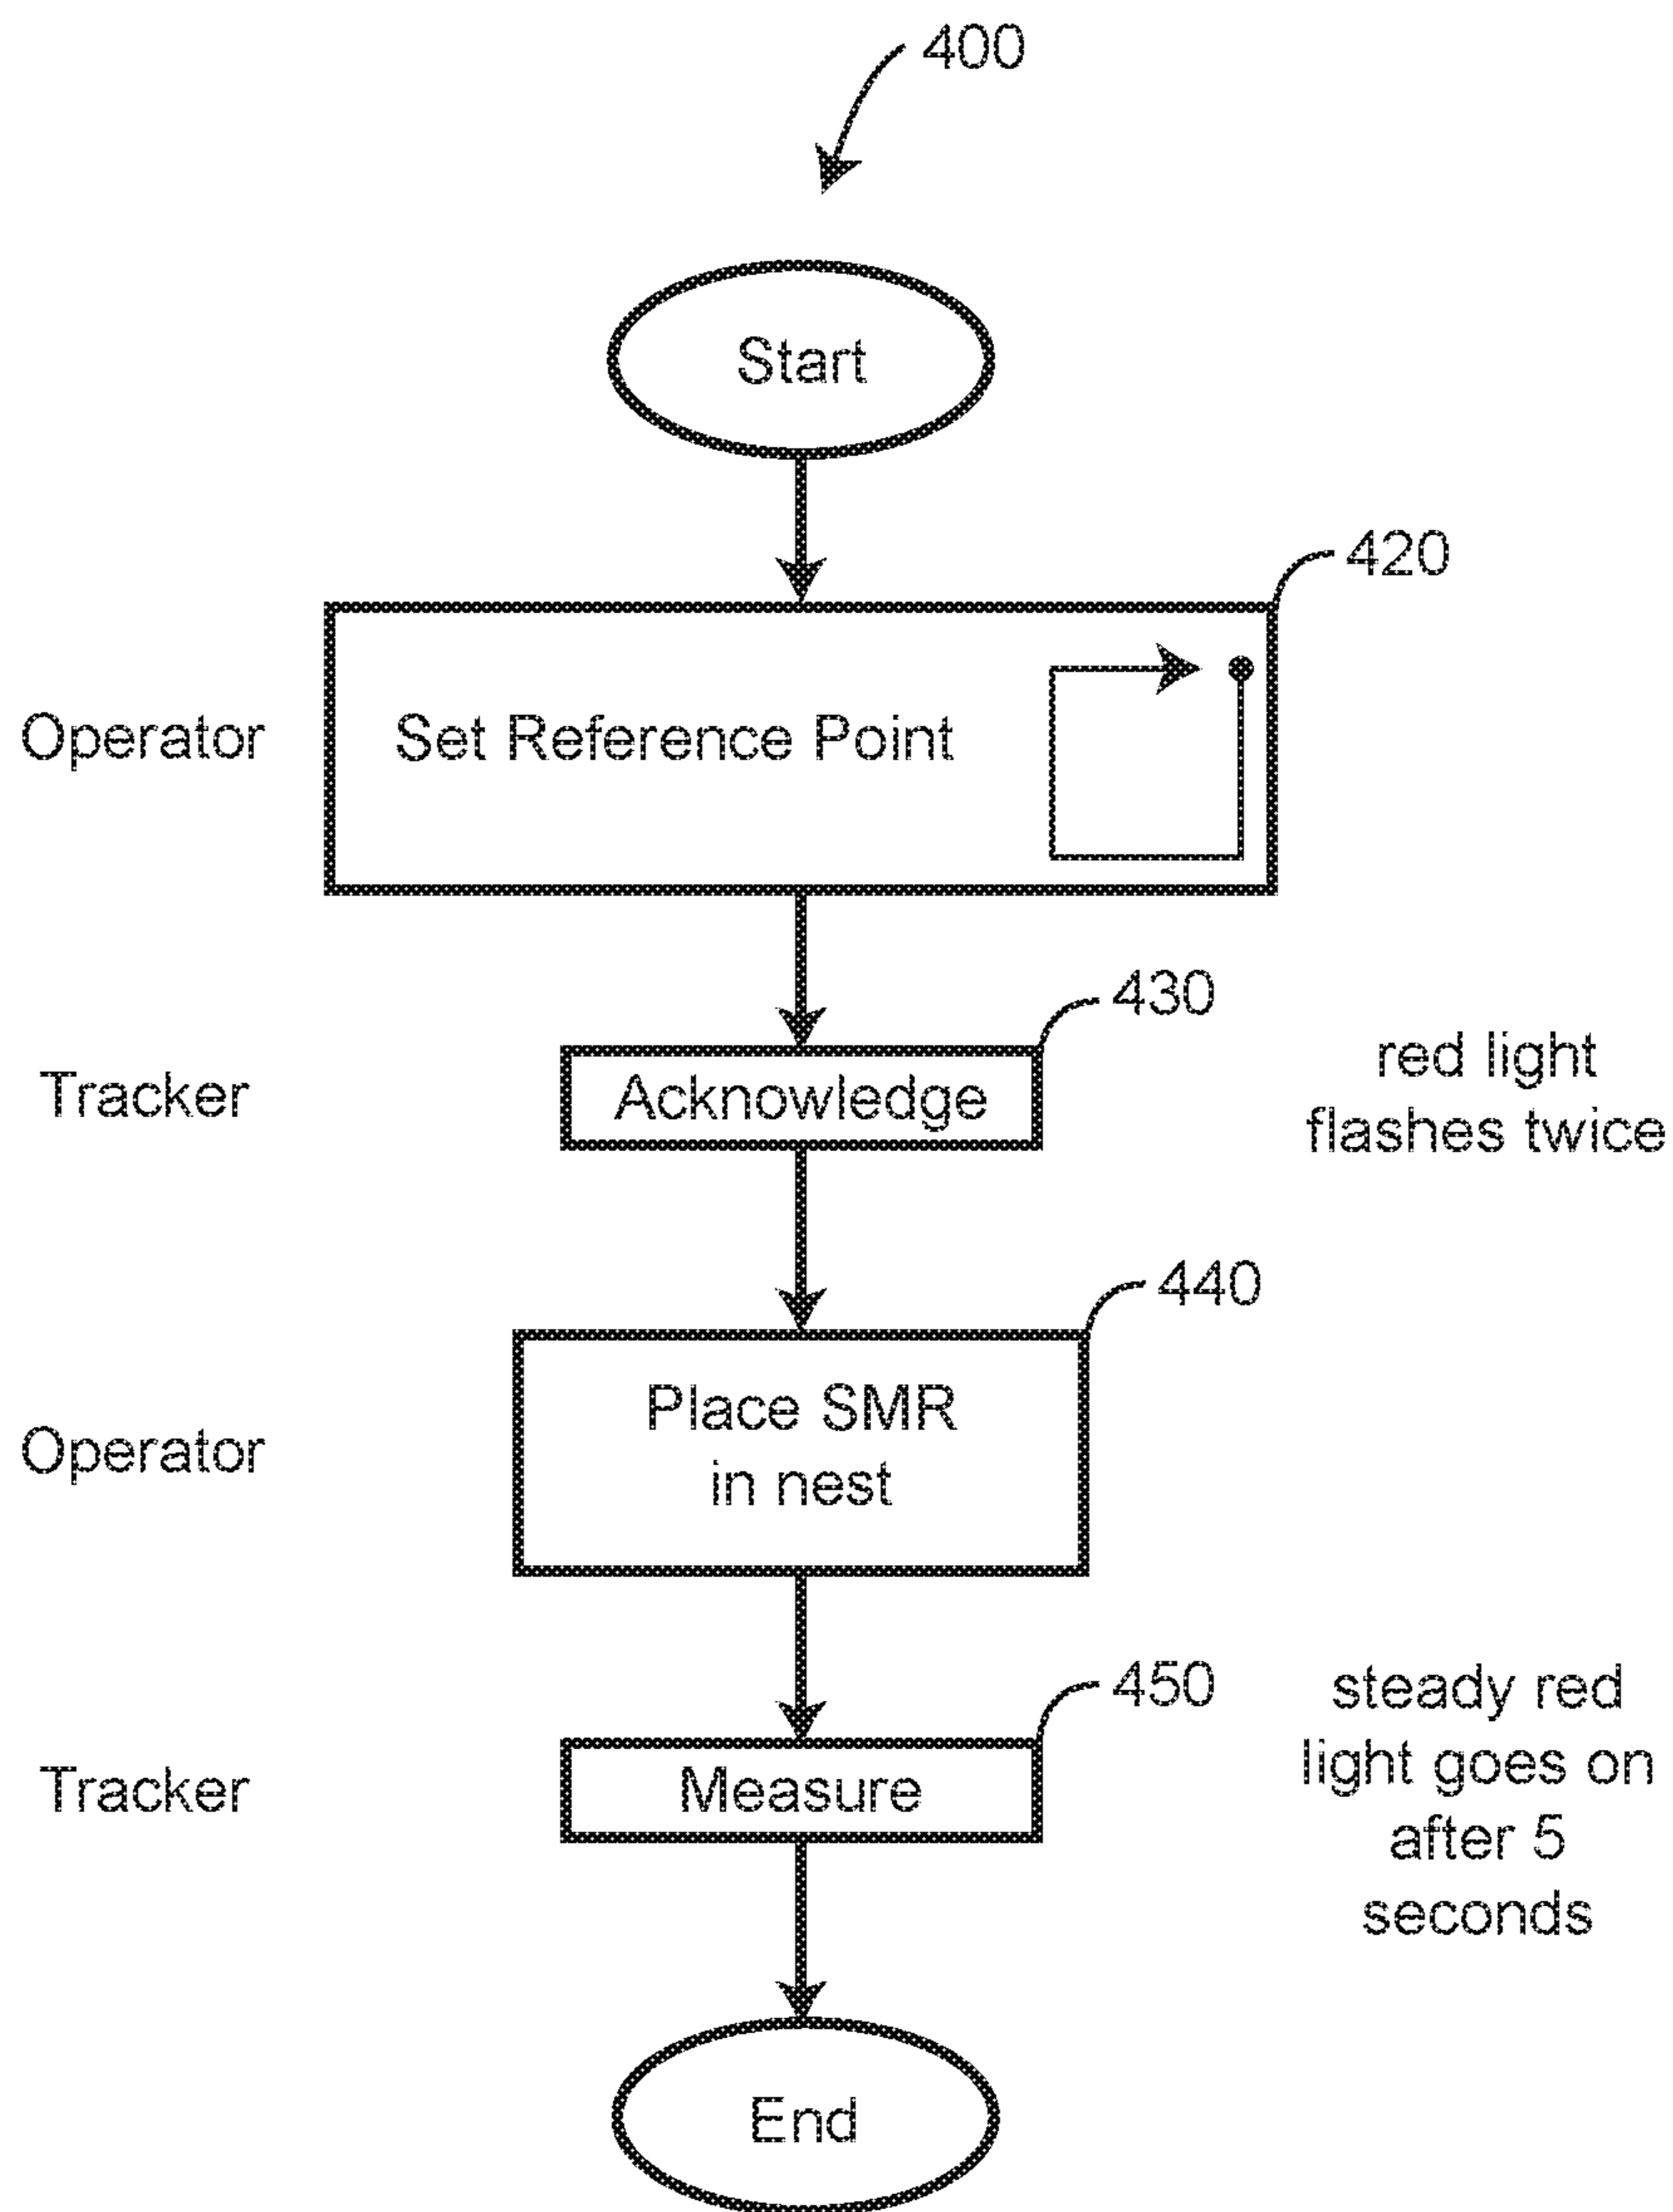 400
Start
420
Operator
Set Reference Point
430
Tracker
Acknowledge
red light
flashes twice
440
Operator
Place SMR
in nest
450
Tracker
Measure
steady red
light goes on
after 5
seconds
End